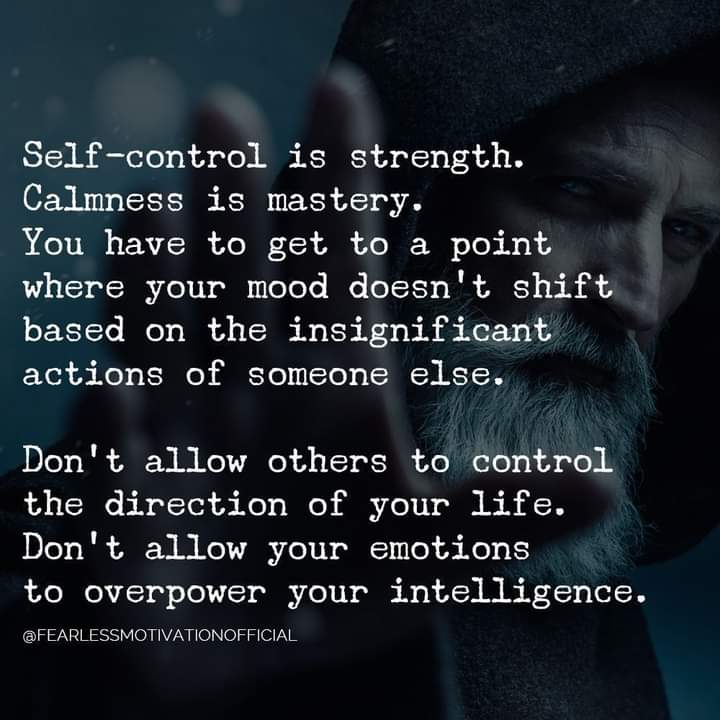 Self-control is strength.
Calmness is mastery.
You have to get to a point
where your mood doesn't shift
based on the insignificant
actions of someone else.
Don't allow others to control
the direction of your life.
Don't allow your emotions
to overpower your intelligence.
@FEARLESSMOTIVATIONOFFICIAL